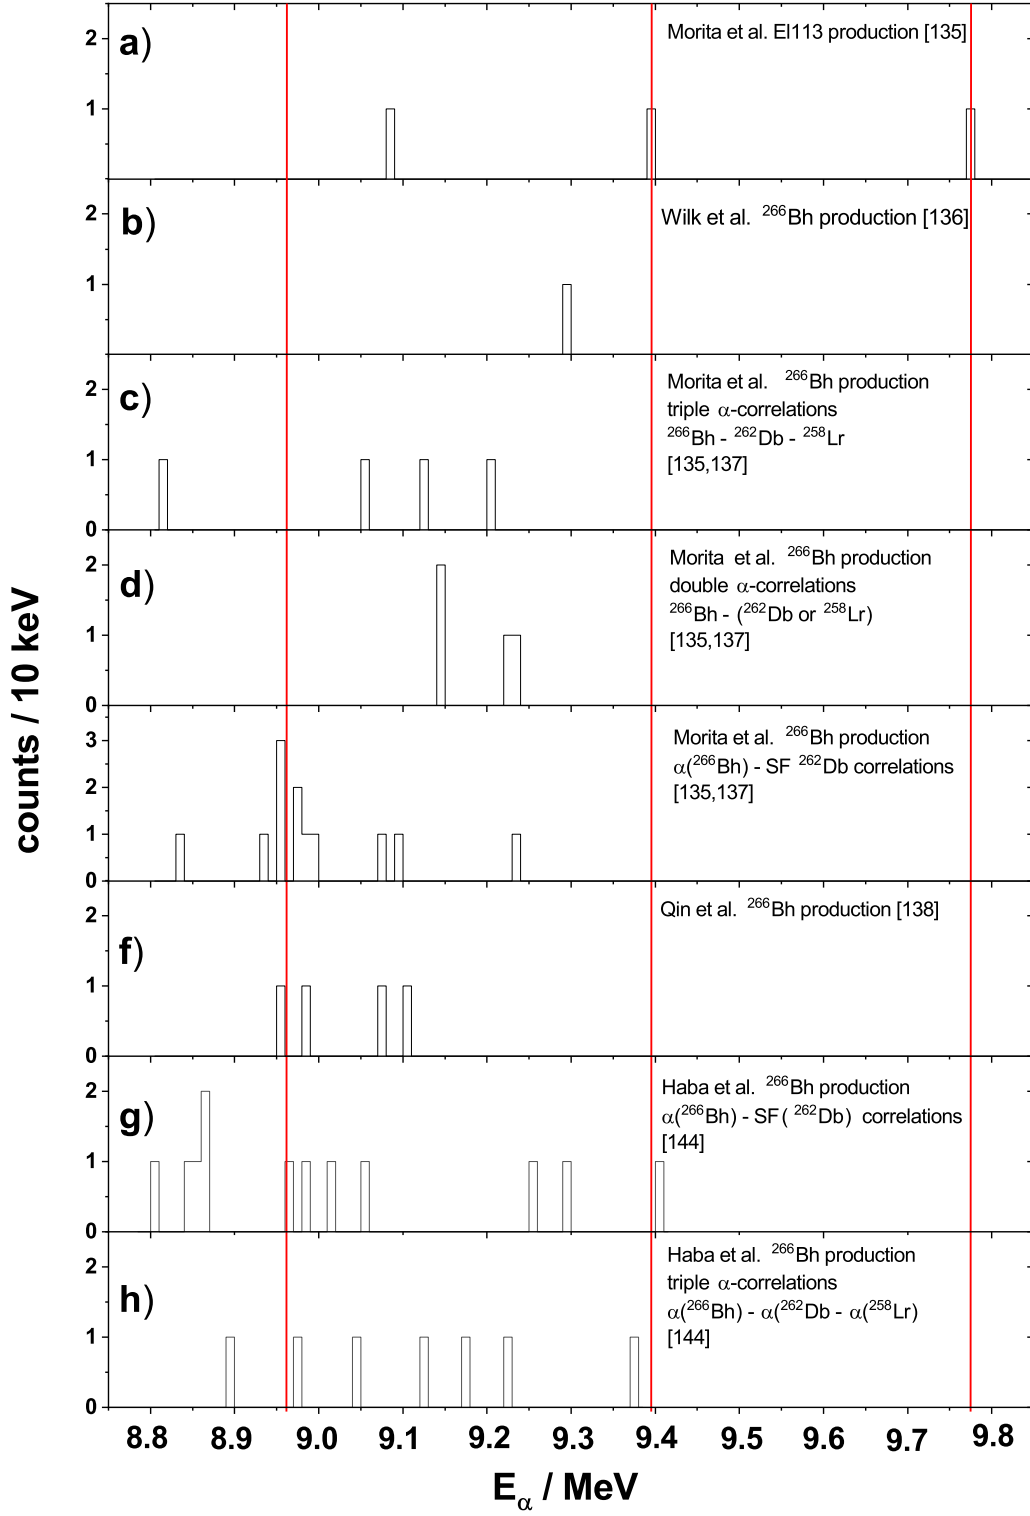 a)
Morita et al. El113 production [135]
2
1
b)
Wilk et al. ²⁶⁶Bh production [136]
2
1
c)
Morita et al. ²⁶⁶Bh production
triple α-correlations
²⁶⁶Bh - ²⁶²Db - ²⁵⁸Lr
[135,137]
2
1
0
d)
Morita et al. ²⁶⁶Bh production
double α-correlations
²⁶⁶Bh - (²⁶²Db or ²⁵⁸Lr)
[135,137]
2
1
0
Morita et al. ²⁶⁶Bh production
α(²⁶⁶Bh) - SF ²⁶²Db correlations
[135,137]
3
2
1
0
f)
Qin et al. ²⁶⁶Bh production [138]
2
1
0
g)
Haba et al. ²⁶⁶Bh production
α(²⁶⁶Bh) - SF( ²⁶²Db) correlations
[144]
2
1
0
h)
Haba et al. ²⁶⁶Bh production
triple α-correlations
α(²⁶⁶Bh) - α(²⁶²Db - α(²⁵⁸Lr)
[144]
2
1
0
counts / 10 keV
8.8 8.9 9.0 9.1 9.2 9.3 9.4 9.5 9.6 9.7 9.8
Eα / MeV